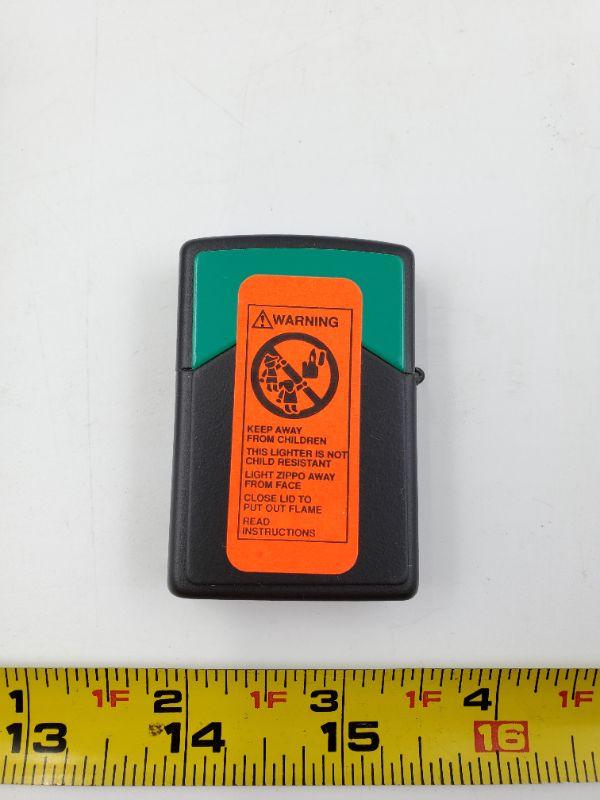 WARNING
KEEP AWAY
FROM CHILDREN
THIS LIGHTER IS NOT
CHILD RESISTANT
LIGHT ZIPPO AWAY
FROM FACE
CLOSE LID TO
PUT OUT FLAME
READ
INSTRUCTIONS
1 1F 2 1F 3 1F 4 1F
13 14 15 16